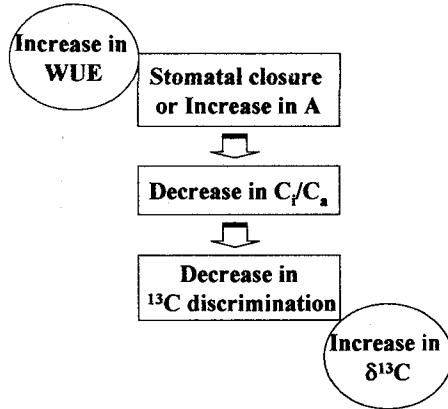 Increase in
WUE
Stomatal closure
or Increase in A
Decrease in Cᵢ/Cₐ
Decrease in
¹³C discrimination
Increase in
δ¹³C